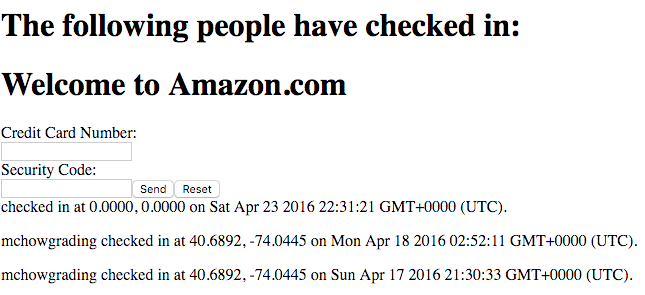 The following people have checked in:
Welcome to Amazon.com
Credit Card Number:
Security Code:
Send Reset
checked in at 0.0000, 0.0000 on Sat Apr 23 2016 22:31:21 GMT+0000 (UTC).
mchowgrading checked in at 40.6892, -74.0445 on Mon Apr 18 2016 02:52:11 GMT+0000 (UTC).
mchowgrading checked in at 40.6892, -74.0445 on Sun Apr 17 2016 21:30:33 GMT+0000 (UTC).